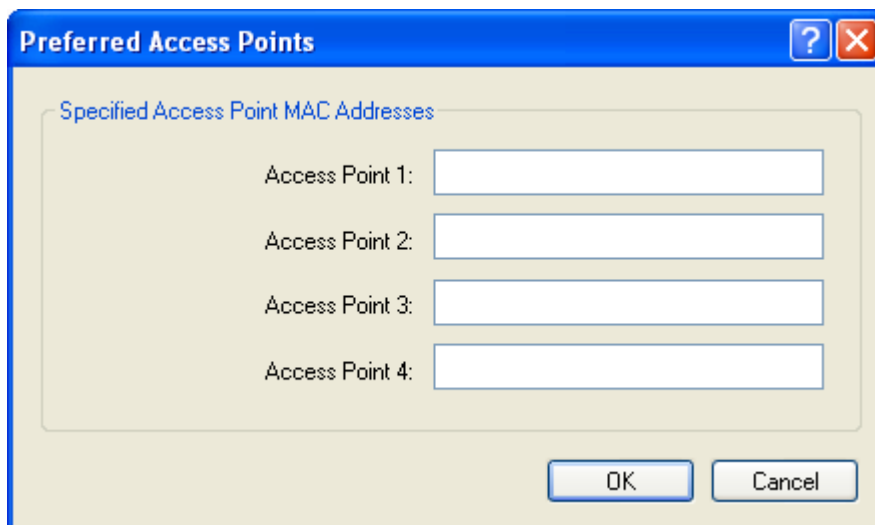 Preferred Access Points
?
Specified Access Point MAC Addresses
Access Point 1:
Access Point 2:
Access Point 3:
Access Point 4:
OK
Cancel